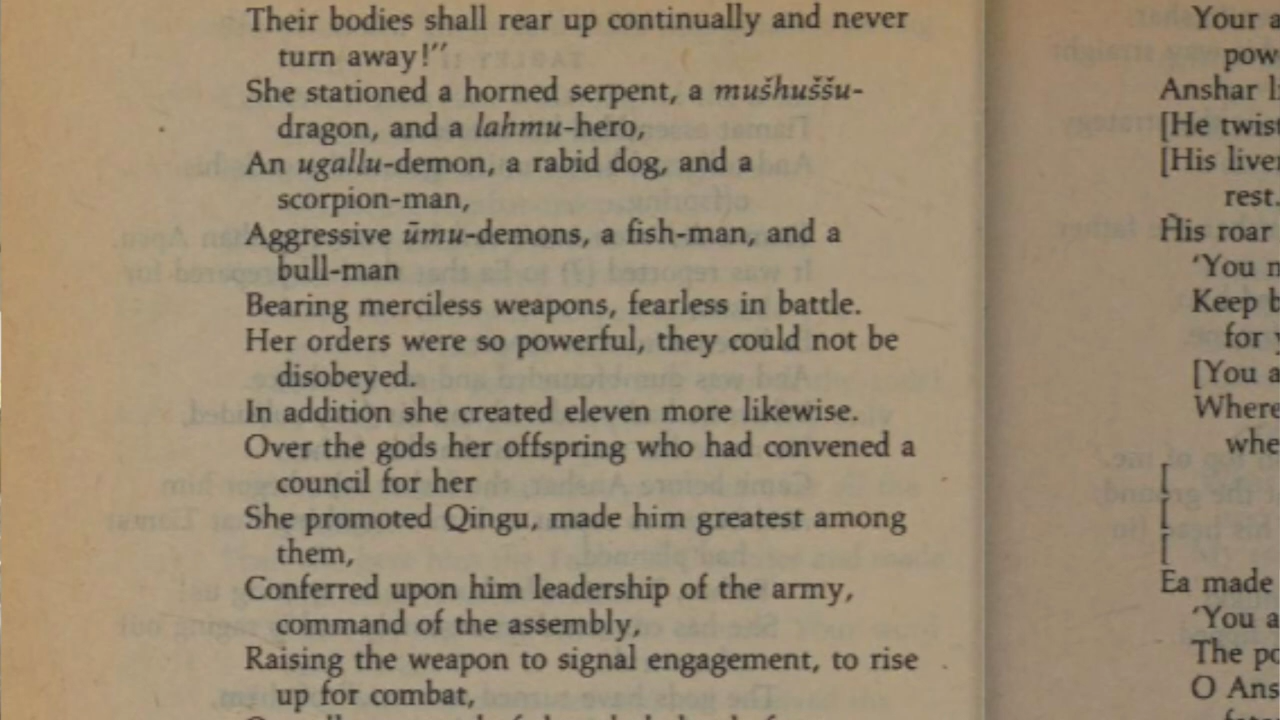 Their bodies shall rear up continually and never
turn away!”
She stationed a horned serpent, a mušhuššu-
dragon, and a lahmu-hero,
An ugallu-demon, a rabid dog, and a
scorpion-man,
Aggressive ūmu-demons, a fish-man, and a
bull-man
Bearing merciless weapons, fearless in battle.
Her orders were so powerful, they could not be
disobeyed.
In addition she created eleven more likewise.
Over the gods her offspring who had convened a
council for her
She promoted Qingu, made him greatest among
them,
Conferred upon him leadership of the army,
command of the assembly,
Raising the weapon to signal engagement, to rise
up for combat,
Your a
pow
Anshar l
[He twist
[His liver
rest.
His roar
‘You n
Keep b
for y
[You a
Where
whe
[
[
[
Ea made
‘You a
The po
O Ans